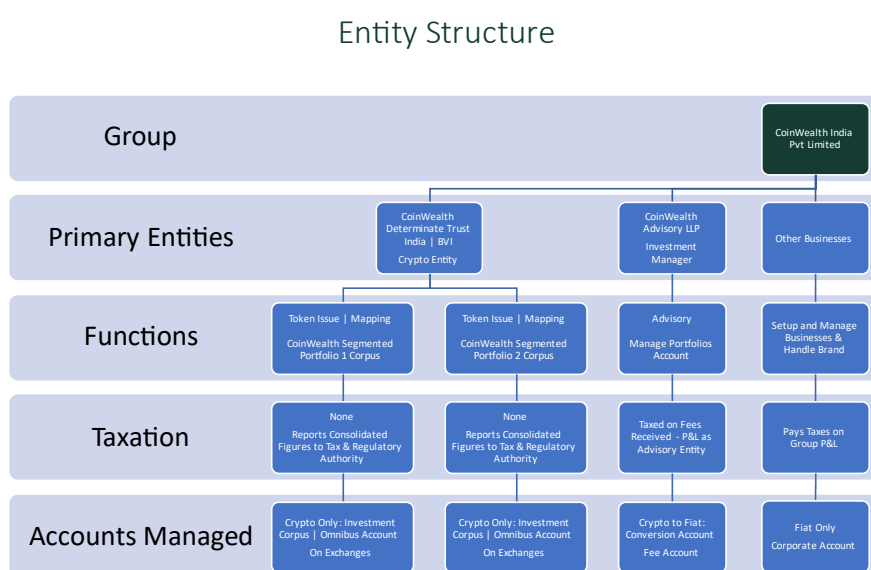 Entity Structure
Group
CoinWealth India
Pvt Limited
Primary Entities
CoinWealth
Determinate Trust
India | BVI
Crypto Entity
CoinWealth
Advisory LLP
Investment
Manager
Other Businesses
Functions
Token Issue | Mapping
CoinWealth Segmented
Portfolio 1 Corpus
Token Issue | Mapping
CoinWealth Segmented
Portfolio 2 Corpus
Advisory
Manage Portfolios
Account
Setup and Manage
Businesses &
Handle Brand
Taxation
None
Reports Consolidated
Figures to Tax & Regulatory
Authority
None
Reports Consolidated
Figures to Tax & Regulatory
Authority
Taxed on Fees
Received - P&L as
Advisory Entity
Pays Taxes on
Group P&L
Accounts Managed
Crypto Only: Investment
Corpus | Omnibus Account
On Exchanges
Crypto Only: Investment
Corpus | Omnibus Account
On Exchanges
Crypto to Fiat:
Conversion Account
Fee Account
Fiat Only
Corporate Account